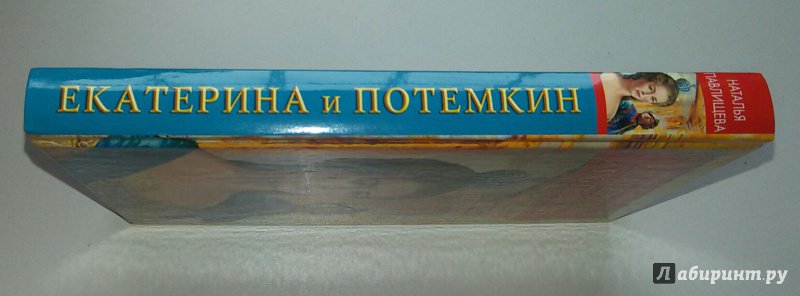 ЕКАТЕРИНА и ПОТЕМКИН
НАТАЛЬЯ
ПАВЛИЩЕВА
Лабиринт.ру